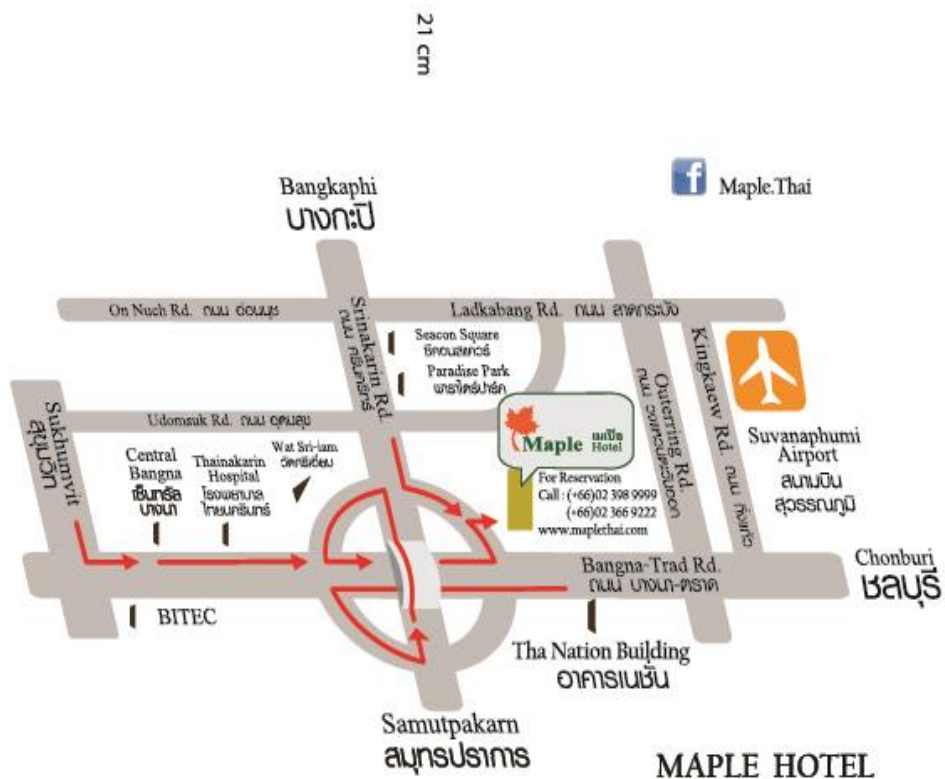 21 cm
Maple.Thai
Bangkapi
บางกะปิ
On Nuch Rd. ถนน อ่อนนุช
Ladkabang Rd. ถนน ลาดกระบัง
Srinakarin Rd.
ถนน ศรีนครินทร์
Seacon Square
ซีคอนสแควร์
Paradise Park
พาราไดร์ปาร์ค
Kingkaew Rd. ถนน กิ่งแก้ว
Outerring Rd.
ถนน วงแหวนตะวันออก
Sukhumvit
สุขุมวิท
Udomsuk Rd. ถนน อุดมสุข
Maple เมเปิล
Hotel
Suvanaphumi
Airport
สนามบิน
สุวรรณภูมิ
Central
Bangna
เซ็นทรัล
บางนา
Thainakarin
Hospital
โรงพยาบาล
ไทยนครินทร์
Wat Sri-iam
วัดศรีเอี่ยม
For Reservation
Call : (+66)02 398 9999
(+66)02 366 9222
www.maplethai.com
Bangna-Trad Rd.
ถนน บางนา-ตราด
Chonburi
ชลบุรี
BITEC
Tha Nation Building
อาคารเนชั่น
Samutpakarn
สมุทรปราการ
MAPLE HOTEL